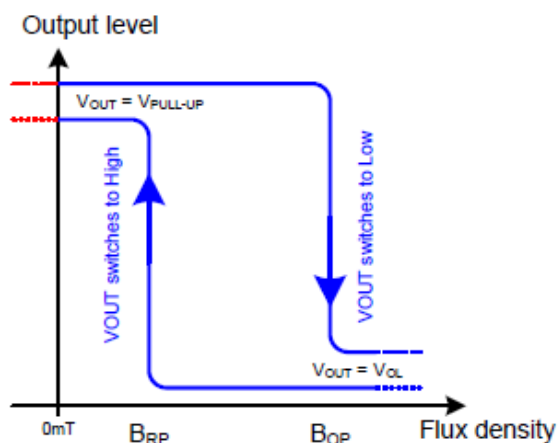 Output level
VOUT = VPULL-UP
VOUT switches to High
VOUT switches to Low
VOUT = VOL
0mT
BRP
BOP
Flux density